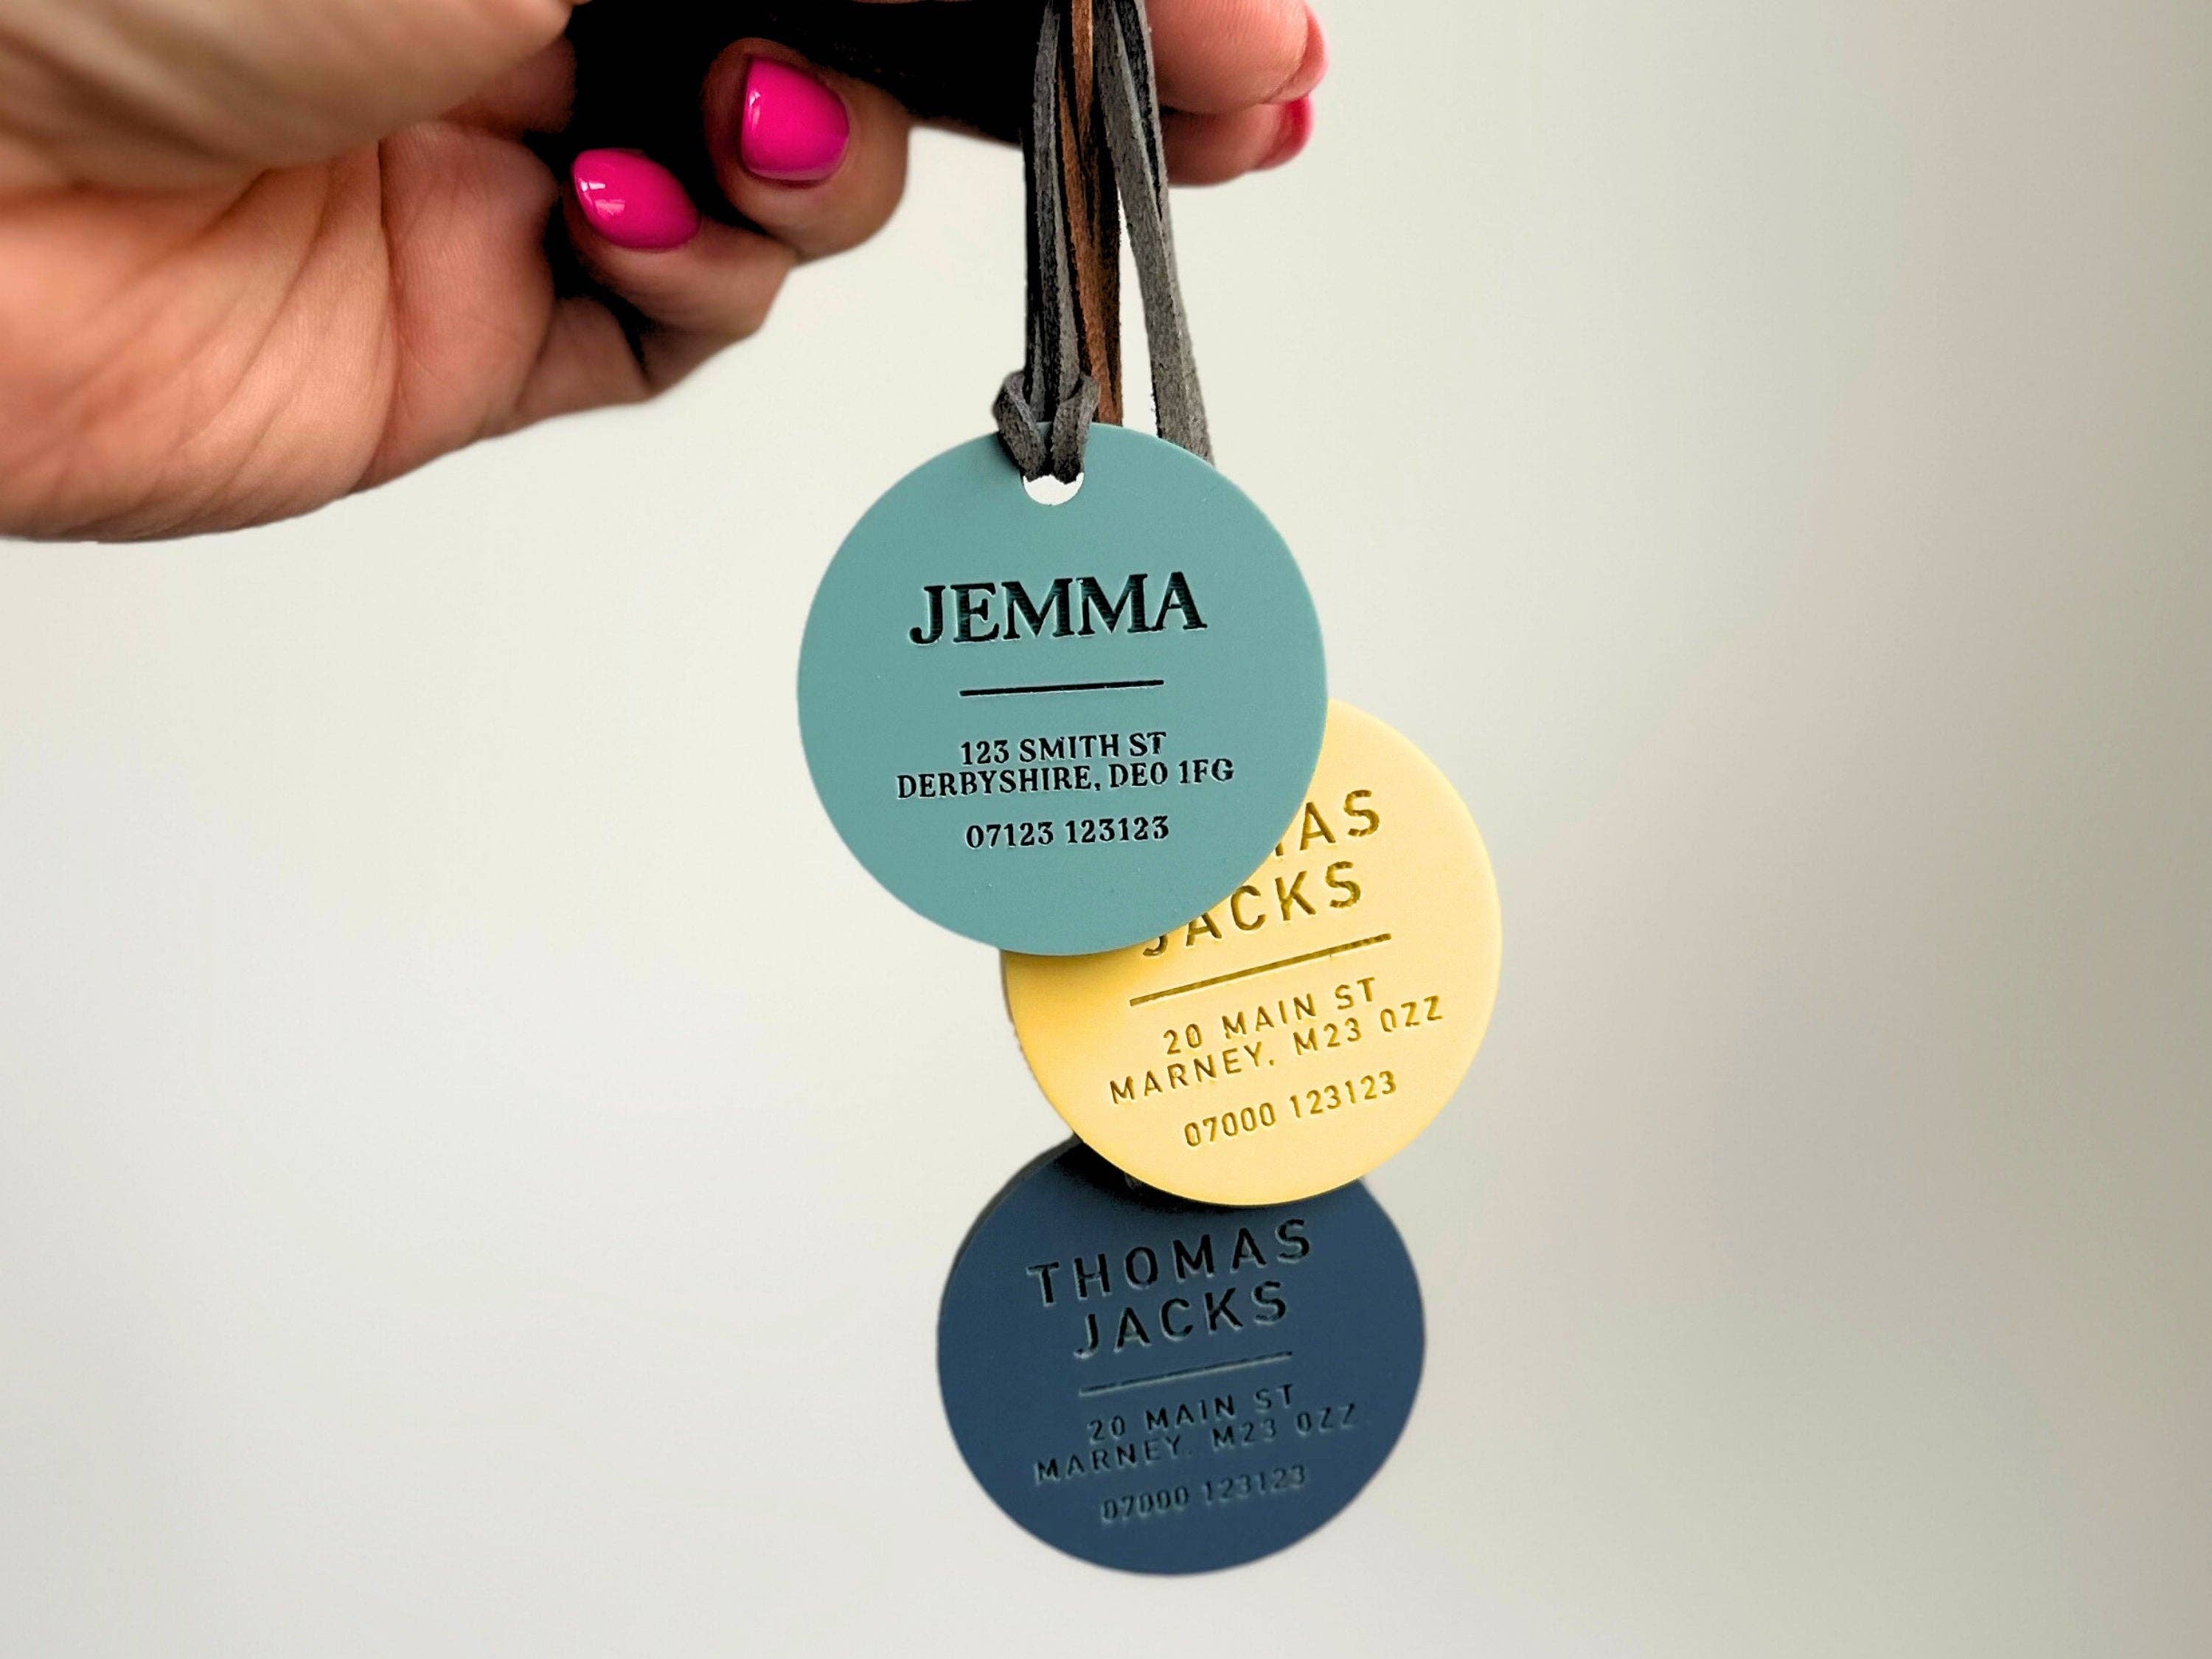 JEMMA
123 SMITH ST
DERBYSHIRE, DE0 1FG
07123 123123
JACKS
20 MAIN ST
MARNEY, M23 0ZZ
07000 123123
THOMAS
JACKS
20 MAIN ST
MARNEY, M23 0ZZ
07000 123123